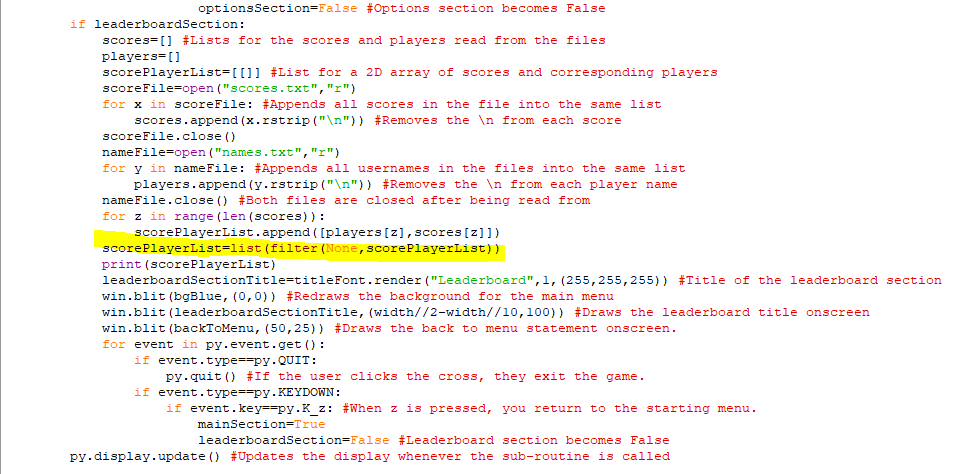 optionsSection=False #Options section becomes False
if leaderboardSection:
scores=[] #Lists for the scores and players read from the files
players=[]
scorePlayerList=[[]] #List for a 2D array of scores and corresponding players
scoreFile=open("scores.txt","r")
for x in scoreFile: #Appends all scores in the file into the same list
scores.append(x.rstrip("\n")) #Removes the \n from each score
scoreFile.close()
nameFile=open("names.txt","r")
for y in nameFile: #Appends all usernames in the files into the same list
players.append(y.rstrip("\n")) #Removes the \n from each player name
nameFile.close() #Both files are closed after being read from
for z in range(len(scores)):
scorePlayerList.append([players[z],scores[z]])
scorePlayerList=list(filter(None,scorePlayerList))
print(scorePlayerList)
leaderboardSectionTitle=titleFont.render("Leaderboard",1,(255,255,255)) #Title of the leaderboard section
win.blit(bgBlue,(0,0)) #Redraws the background for the main menu
win.blit(leaderboardSectionTitle,(width//2-width//10,100)) #Draws the leaderboard title onscreen
win.blit(backToMenu,(50,25)) #Draws the back to menu statement onscreen.
for event in py.event.get():
if event.type==py.QUIT:
py.quit() #If the user clicks the cross, they exit the game.
if event.type==py.KEYDOWN:
if event.key==py.K_z: #When z is pressed, you return to the starting menu.
mainSection=True
leaderboardSection=False #Leaderboard section becomes False
py.display.update() #Updates the display whenever the sub-routine is called